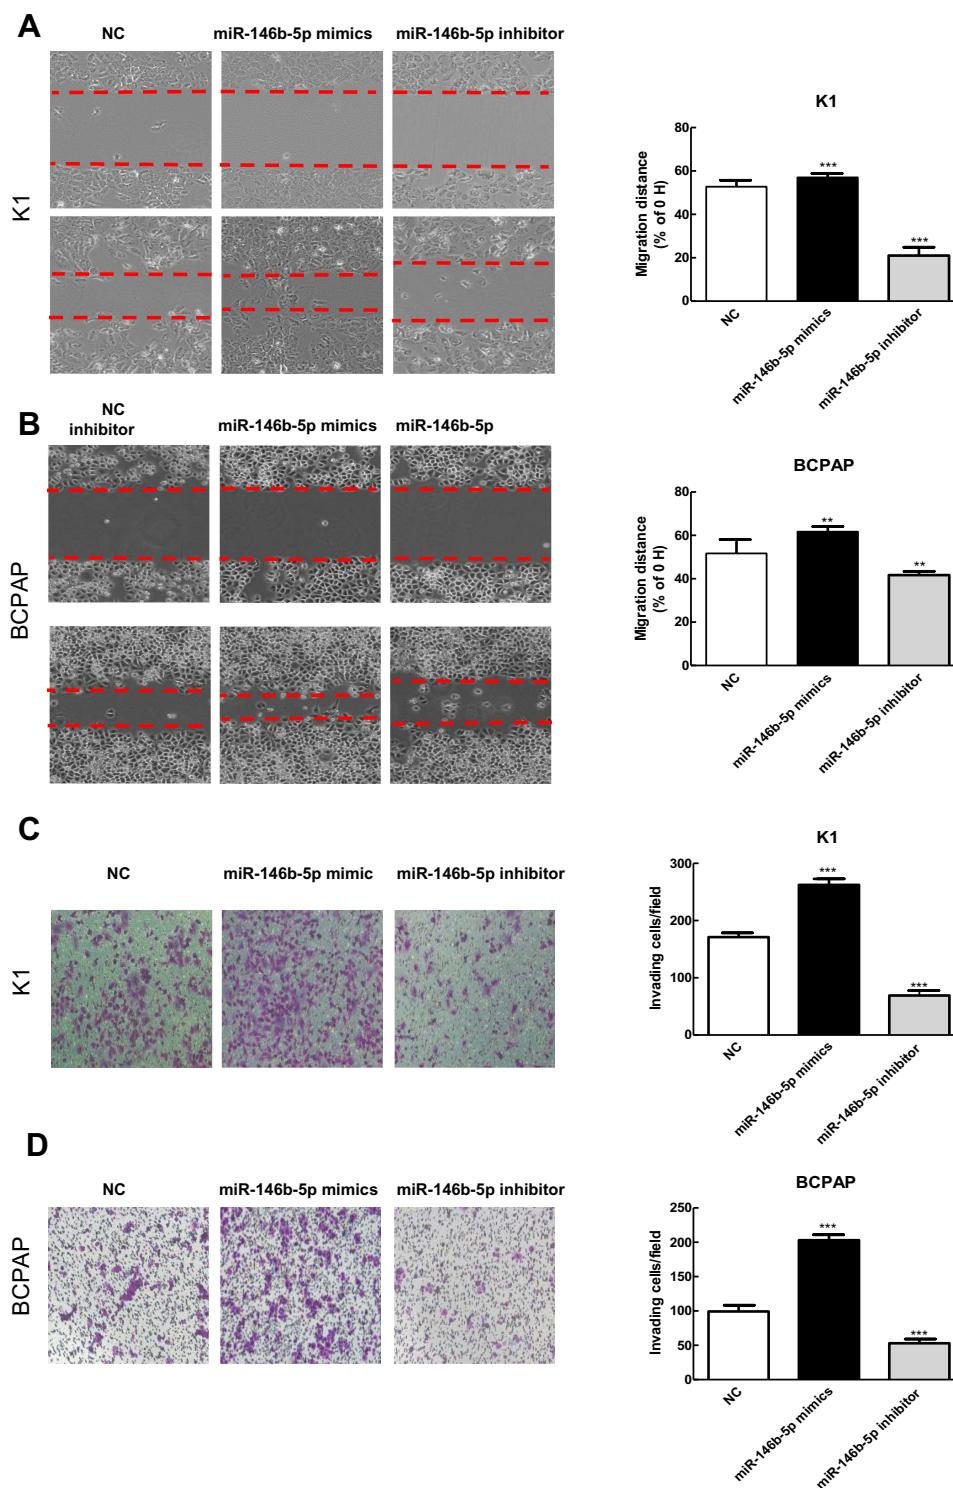 A
NC
miR-146b-5p mimics
miR-146b-5p inhibitor
K1
K1
Migration distance
(% of 0 H)
80
60
40
20
0
***
***
NC
miR-146b-5p mimics
miR-146b-5p inhibitor
B
NC
inhibitor
miR-146b-5p mimics
miR-146b-5p
BCPAP
BCPAP
Migration distance
(% of 0 H)
80
60
40
20
0
**
**
NC
miR-146b-5p mimics
miR-146b-5p inhibitor
C
NC
miR-146b-5p mimic
miR-146b-5p inhibitor
K1
K1
Invading cells/field
300
200
100
0
***
***
NC
miR-146b-5p mimics
miR-146b-5p inhibitor
D
NC
miR-146b-5p mimics
miR-146b-5p inhibitor
BCPAP
BCPAP
Invading cells/field
250
200
150
100
50
0
***
***
NC
miR-146b-5p mimics
miR-146b-5p inhibitor